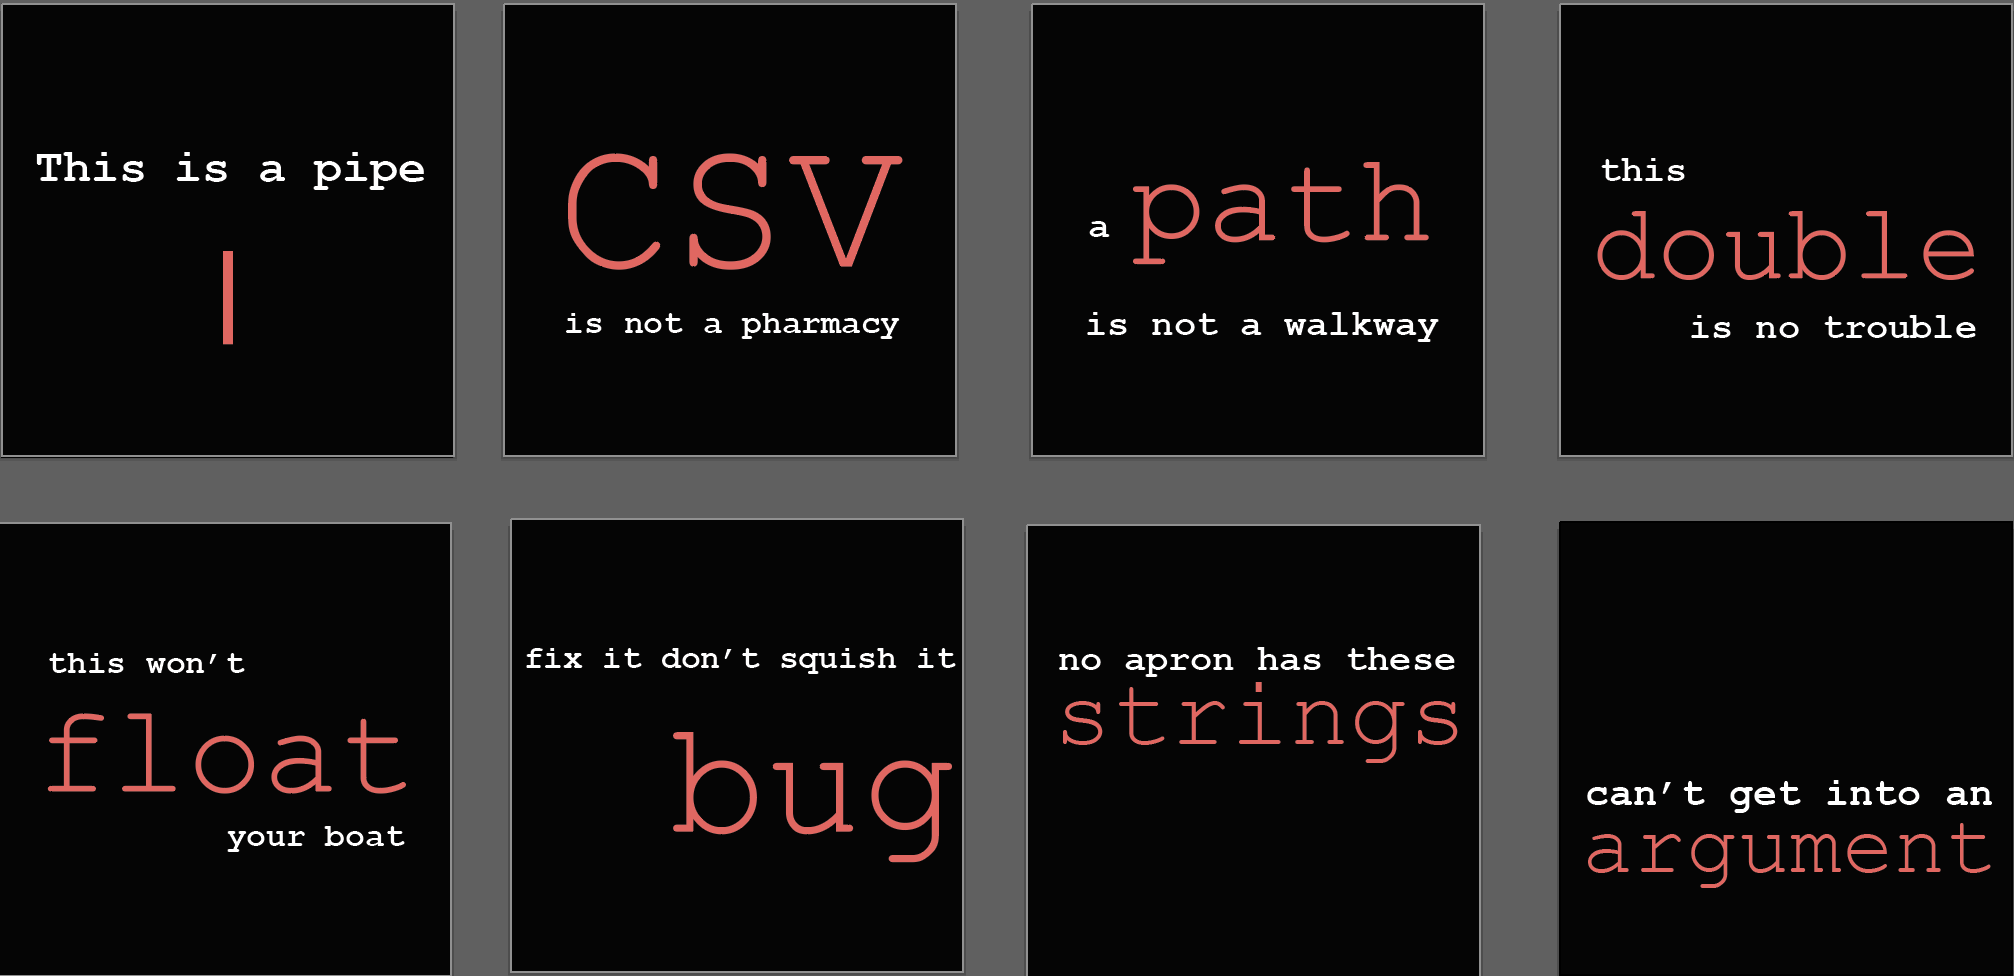 This is a pipe
|
CSV
is not a pharmacy
a path
is not a walkway
this
double
is no trouble
this won’t
float
your boat
fix it don’t squish it
bug
no apron has these
strings
can’t get into an
argument